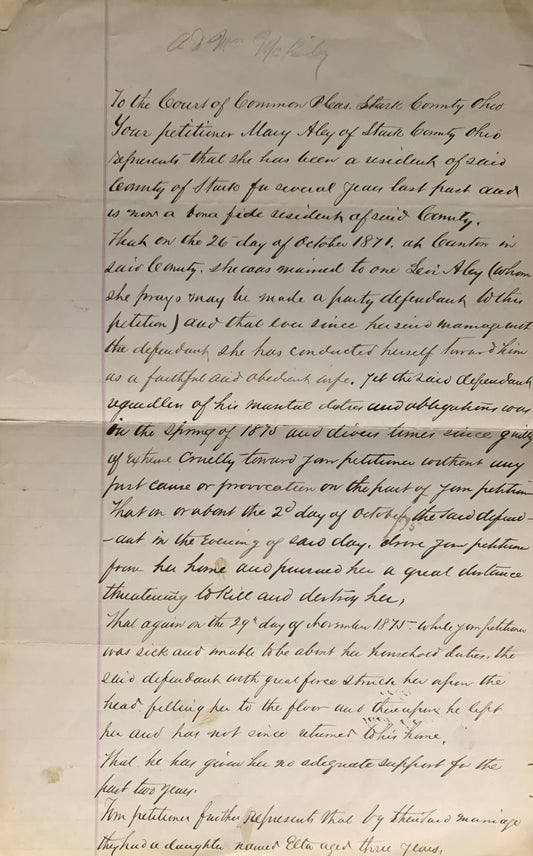 To the Court of Common Pleas. Stark County Ohio
Your petitioner Mary Aley of Stark County Ohio
represents that she has been a resident of said
County of Stark for several years last past and
is now a bona fide resident of said County.
That on the 26 day of October 1871. at Canton in
said County. she was married to one Levi Aley (whom
she prays may be made a party defendant to this
petition) and that ever since her said marriage with
the defendant, she has conducted herself toward him
as a faithful and obedient wife. Yet the said defendant
regardless of his marital duties and obligations was
in the Spring of 1875 and divers times since guilty
of Extreme Cruelty toward your petitioner without any
just cause or provocation on the part of your petition
That on or about the 2d day of October 75 the said defend-
-ant in the Evening of said day. drove your petitione
from her home and pursued her a great distance
threatening to kill and destroy her,
That again on the 29th day of November 1875. while your petitioner
was sick and unable to be about her household duties. the
said defendant with great force struck her upon the
head felling her to the floor and thereupon he left
her and has not since returned to his home.
That he has given her no adequate support for the
past two years.
Your petitioner further represents that by the said marriage
they had a daughter named Etta aged three years,